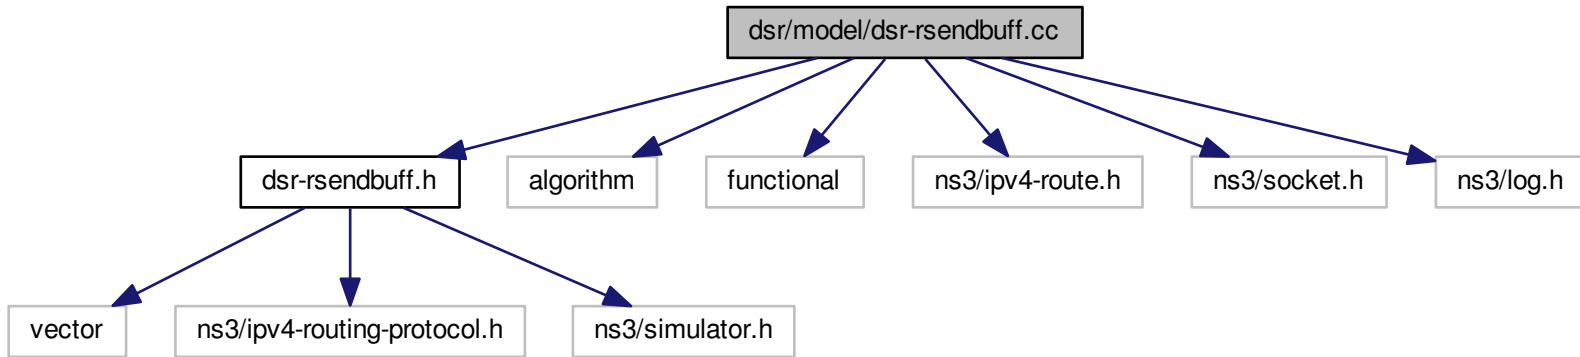 dsr/model/dsr-rsendbuff.cc
dsr-rsendbuff.h
algorithm
functional
ns3/ipv4-route.h
ns3/socket.h
ns3/log.h
vector
ns3/ipv4-routing-protocol.h
ns3/simulator.h